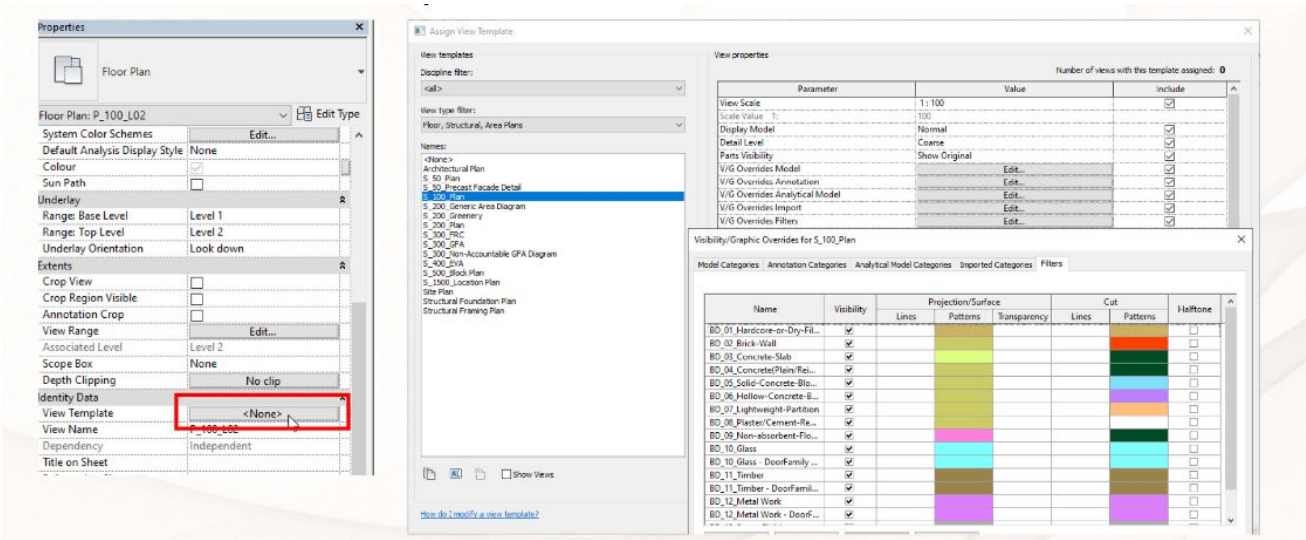 Properties
Floor Plan
Floor Plan: P_100_L02 Edit Type
System Color Schemes Edit...
Default Analysis Display Style None
Colour
Sun Path
Underlay
Range: Base Level Level 1
Range: Top Level Level 2
Underlay Orientation Look down
Extents
Crop View
Crop Region Visible
Annotation Crop
View Range Edit...
Associated Level Level 2
Scope Box None
Depth Clipping No clip
Identity Data
View Template <None>
View Name P_100_L02
Dependency Independent
Title on Sheet
Assign View Template
View templates
Discipline filter:
<all>
View type filter:
Floor, Structural, Area Plans
Names:
<None>
Architectural Plan
S_50_Plan
S_50_Precast Facade Detail
S_100_Plan
S_200_Generic Area Diagram
S_200_Greenery
S_200_Plan
S_300_FRC
S_300_GFA
S_300_Non-Accountable GFA Diagram
S_400_EVA
S_500_Block Plan
S_1500_Location Plan
Site Plan
Structural Foundation Plan
Structural Framing Plan
Show Views
How do I modify a view template?
View properties
Number of views with this template assigned: 0
Parameter Value Include
View Scale 1 : 100
Scale Value 1: 100
Display Model Normal
Detail Level Coarse
Parts Visibility Show Original
V/G Overrides Model Edit...
V/G Overrides Annotation Edit...
V/G Overrides Analytical Model Edit...
V/G Overrides Import Edit...
V/G Overrides Filters Edit...
Visibility/Graphic Overrides for S_100_Plan
Model Categories Annotation Categories Analytical Model Categories Imported Categories Filters
Name Visibility Projection/Surface Cut Halftone
Lines Patterns Transparency Lines Patterns
BD_01_Hardcore-or-Dry-Fil...
BD_02_Brick-Wall
BD_03_Concrete-Slab
BD_04_Concrete(Plain/Rei...
BD_05_Solid-Concrete-Blo...
BD_06_Hollow-Concrete-B...
BD_07_Lightweight-Partition
BD_08_Plaster/Cement-Re...
BD_09_Non-absorbent-Flo...
BD_10_Glass
BD_10_Glass - DoorFamily ...
BD_11_Timber
BD_11_Timber - DoorFamil...
BD_12_Metal Work
BD_12_Metal Work - DoorF...